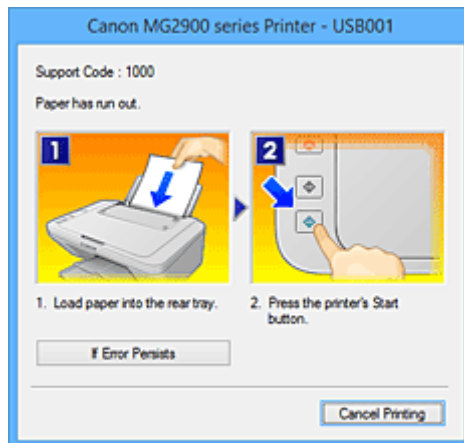 Canon MG2900 series Printer - USB001
Support Code : 1000
Paper has run out.
1
2
1. Load paper into the rear tray.
2. Press the printer's Start
button.
If Error Persists
Cancel Printing